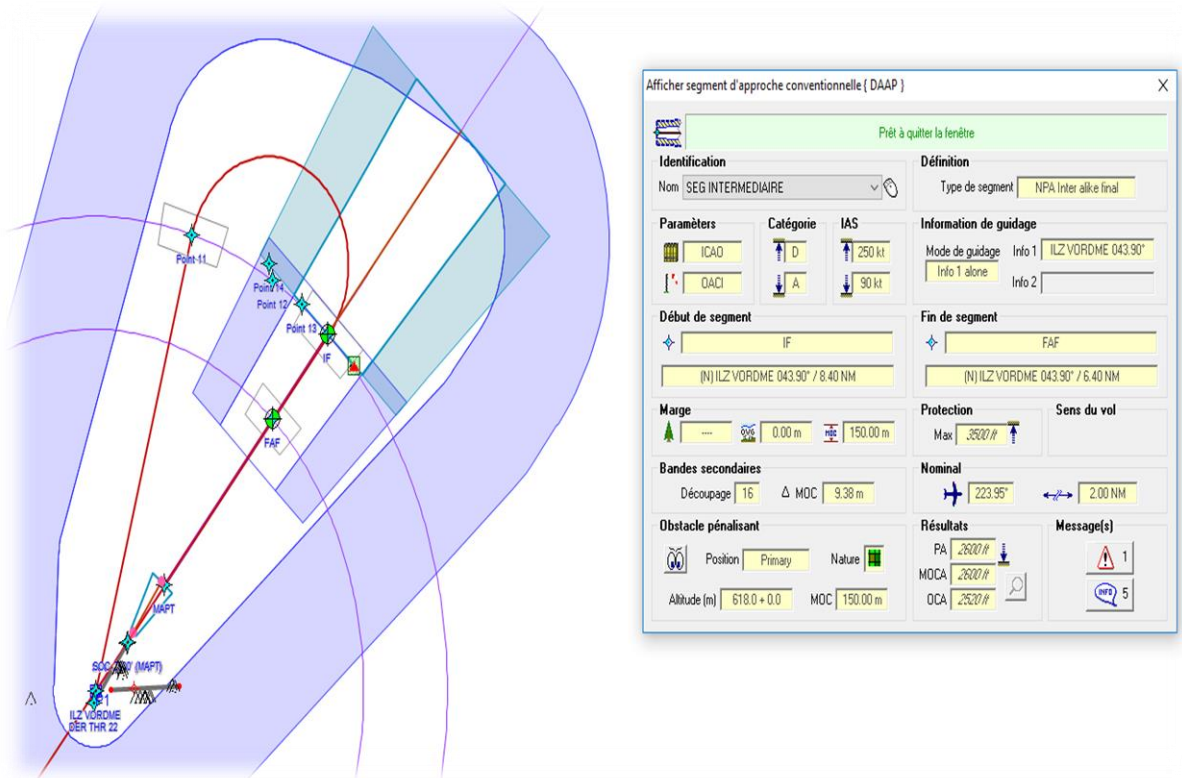 Point 11
Point 14
Point 12
Point 13
IF
FAF
MAPT
(MAPT)
ILZ VORDME
DER THR 22
Afficher segment d'approche conventionnelle { DAAP }
Prêt à quitter la fenêtre
Identification
Nom SEG INTERMEDIAIRE
Définition
Type de segment NPA Inter alike final
Paramèters
ICAO
OACI
Catégorie
D
A
IAS
250 kt
90 kt
Information de guidage
Mode de guidage Info 1 ILZ VORDME 043.90°
Info 1 alone Info 2
Début de segment
IF
(N) ILZ VORDME 043.90° / 8.40 NM
Fin de segment
FAF
(N) ILZ VORDME 043.90° / 6.40 NM
Marge
---- 0.00 m MOC 150.00 m
Protection
Max 3500 ft
Sens du vol
Bandes secondaires
Découpage 16 Δ MOC 9.38 m
Nominal
223.95° 2.00 NM
Obstacle pénalisant
Position Primary Nature
Altitude (m) 618.0 + 0.0 MOC 150.00 m
Résultats
PA 2600 ft
MOCA 2600 ft
OCA 2520 ft
Message(s)
1
INFO 5